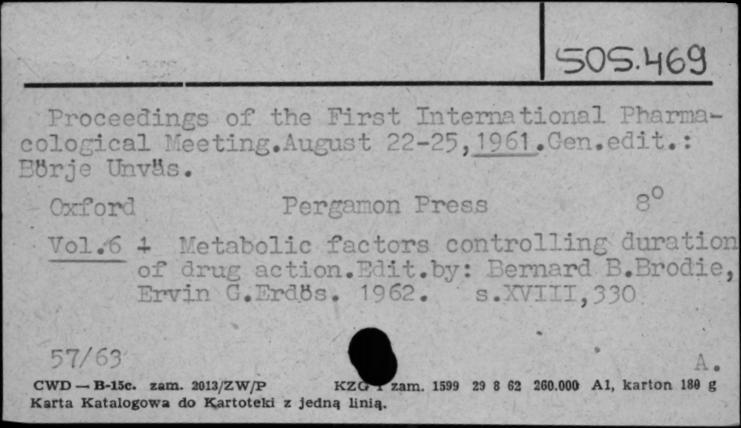 505.469
Proceedings of the First International Pharma-
cological Meeting.August 22-25,1961.Gen.edit.:
Börje Unväs.
Oxford Pergamon Press 8°
Vol.6 Metabolic factors controlling duration
of drug action.Edit.by: Bernard B.Brodie,
Ervin G.Erdös. 1962. s.XVIII,330
57/63 A.
CWD — B-15c. zam. 2013/ZW/P KZG 1 zam. 1599 29 8 62 260.000 A1, karton 180 g
Karta Katalogowa do Kartoteki z jedną linią.